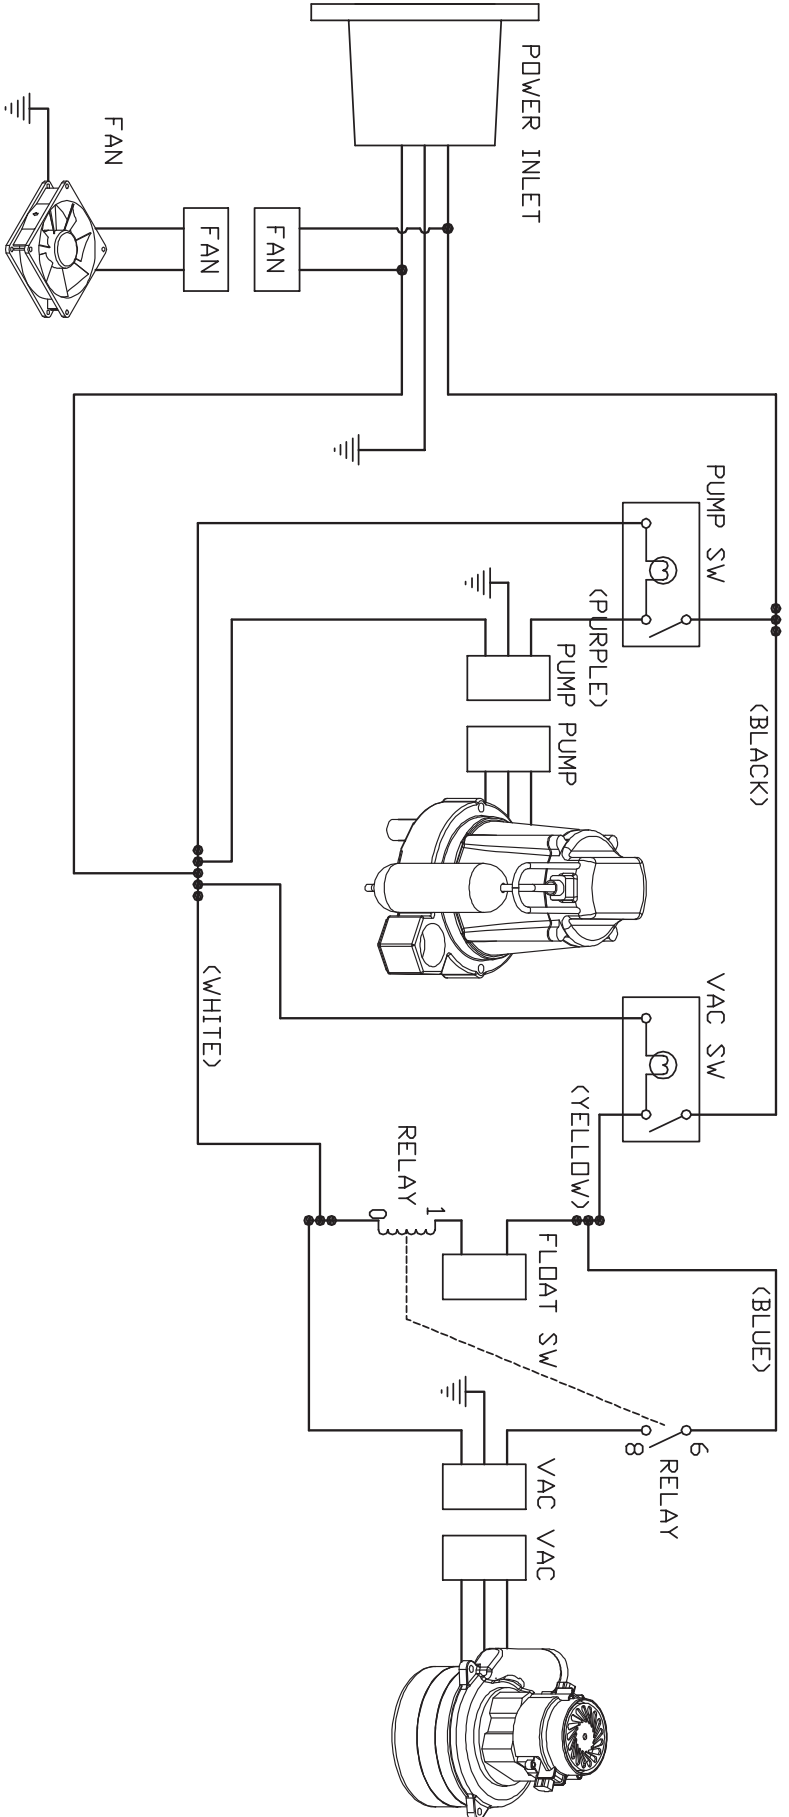 POWER INLET
FAN
FAN
FAN
PUMP SW
(PURPLE)
PUMP
PUMP
(BLACK)
(WHITE)
VAC SW
(YELLOW)
RELAY
0
1
FLOAT SW
(BLUE)
6
8
RELAY
VAC
VAC